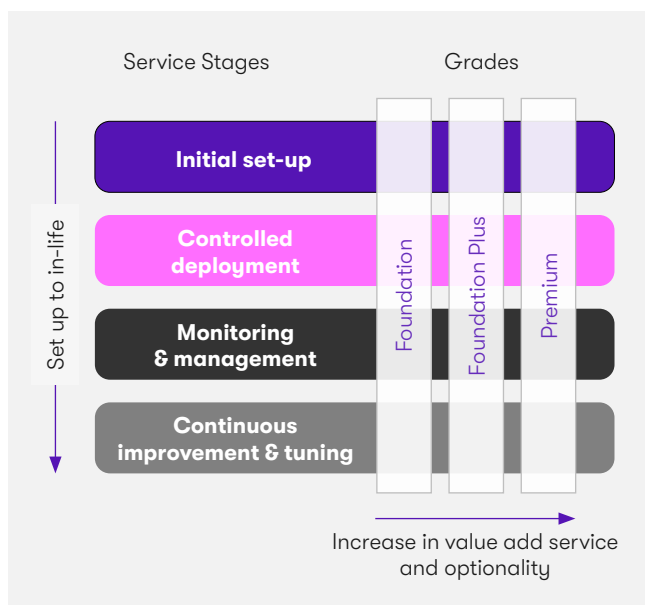 Service Stages
Grades
Set up to in-life
Initial set-up
Controlled
deployment
Monitoring
& management
Continuous
improvement & tuning
Foundation
Foundation Plus
Premium
Increase in value add service
and optionality